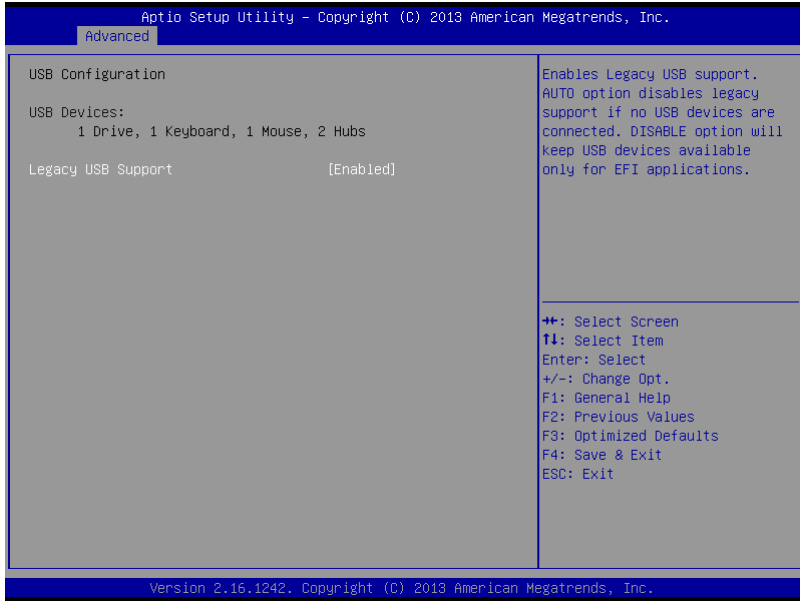 Aptio Setup Utility – Copyright (C) 2013 American Megatrends, Inc.
Advanced
USB Configuration
USB Devices:
1 Drive, 1 Keyboard, 1 Mouse, 2 Hubs
Legacy USB Support [Enabled]
Enables Legacy USB support.
AUTO option disables legacy
support if no USB devices are
connected. DISABLE option will
keep USB devices available
only for EFI applications.
→←: Select Screen
↑↓: Select Item
Enter: Select
+/-: Change Opt.
F1: General Help
F2: Previous Values
F3: Optimized Defaults
F4: Save & Exit
ESC: Exit
Version 2.16.1242. Copyright (C) 2013 American Megatrends, Inc.